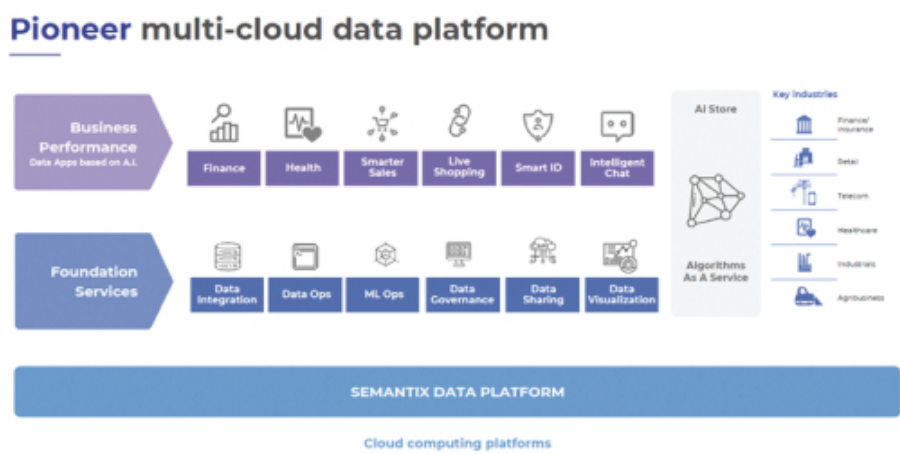 Pioneer multi-cloud data platform
Business
Performance
Data Apps based on A.I.
Finance
Health
Smarter
Sales
Live
Shopping
Smart ID
Intelligent
Chat
Foundation
Services
Data
Integration
Data Ops
ML Ops
Data
Governance
Data
Sharing
Data
Visualization
AI Store
Algorithms
As A Service
Key industries
Finance/
insurance
Retail
Telecom
Healthcare
Industrials
Agribusiness
SEMANTIX DATA PLATFORM
Cloud computing platforms